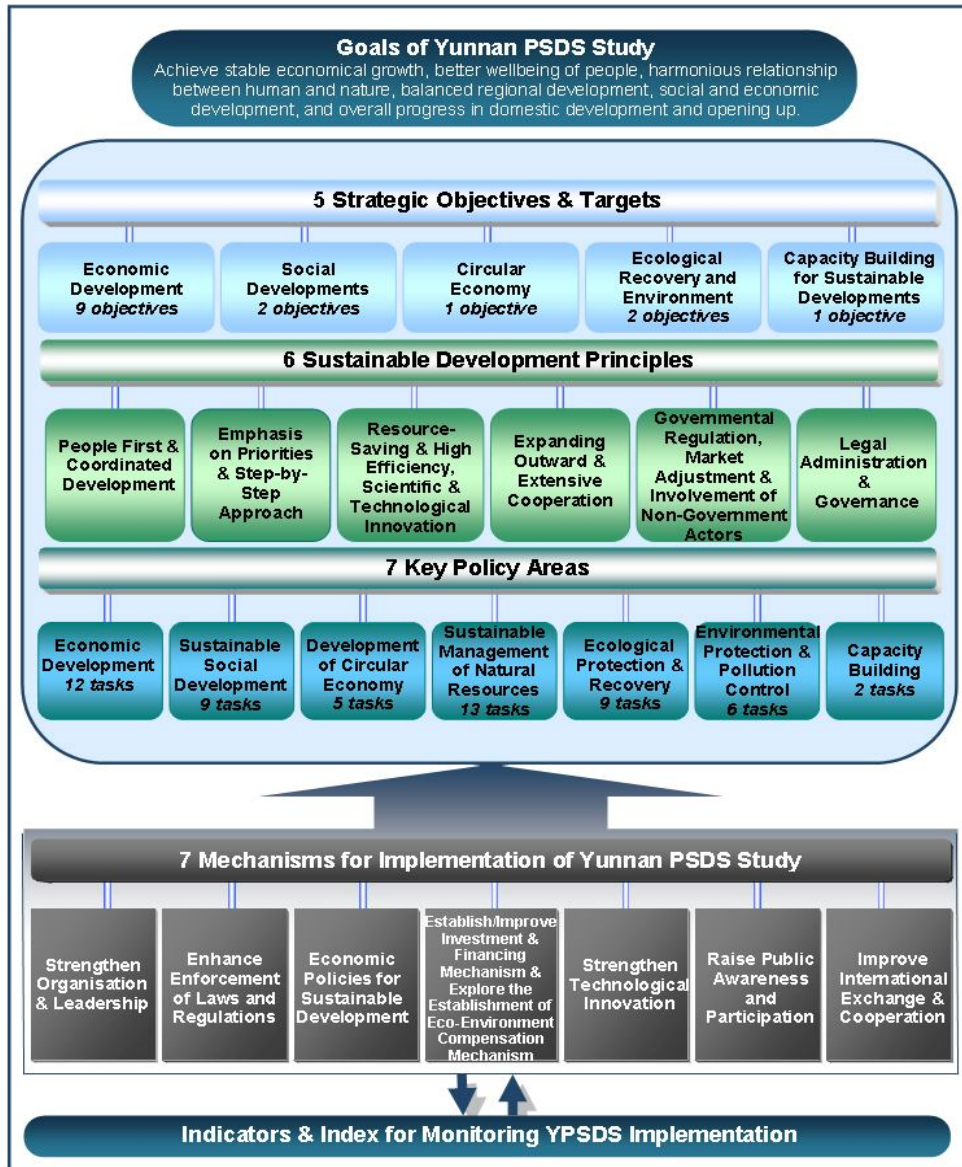 Goals of Yunnan PSDS Study
Achieve stable economical growth, better wellbeing of people, harmonious relationship
between human and nature, balanced regional development, social and economic
development, and overall progress in domestic development and opening up.
5 Strategic Objectives & Targets
Economic
Development
9 objectives
Social
Developments
2 objectives
Circular
Economy
1 objective
Ecological
Recovery and
Environment
2 objectives
Capacity Building
for Sustainable
Developments
1 objective
6 Sustainable Development Principles
People First &
Coordinated
Development
Emphasis
on Priorities
& Step-by-
Step
Approach
Resource-
Saving & High
Efficiency,
Scientific &
Technological
Innovation
Expanding
Outward &
Extensive
Cooperation
Governmental
Regulation,
Market
Adjustment &
Involvement of
Non-Government
Actors
Legal
Administration
&
Governance
7 Key Policy Areas
Economic
Development
12 tasks
Sustainable
Social
Development
9 tasks
Development
of Circular
Economy
5 tasks
Sustainable
Management
of Natural
Resources
13 tasks
Ecological
Protection &
Recovery
9 tasks
Environmental
Protection &
Pollution
Control
6 tasks
Capacity
Building
2 tasks
7 Mechanisms for Implementation of Yunnan PSDS Study
Strengthen
Organisation
& Leadership
Enhance
Enforcement
of Laws and
Regulations
Economic
Policies for
Sustainable
Development
Establish/Improve
Investment &
Financing
Mechanism &
Explore the
Establishment of
Eco-Environment
Compensation
Mechanism
Strengthen
Technological
Innovation
Raise Public
Awareness
and
Participation
Improve
International
Exchange &
Cooperation
Indicators & Index for Monitoring YPSDS Implementation